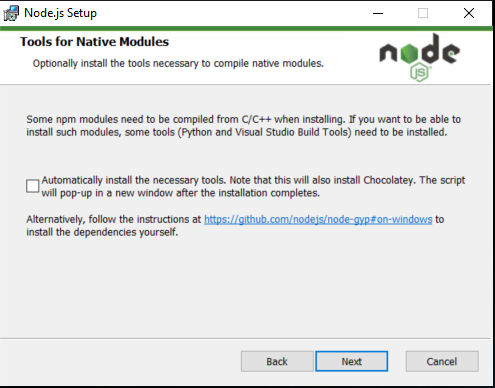 Node.js Setup
Tools for Native Modules
Optionally install the tools necessary to compile native modules.
node
JS
Some npm modules need to be compiled from C/C++ when installing. If you want to be able to
install such modules, some tools (Python and Visual Studio Build Tools) need to be installed.
Automatically install the necessary tools. Note that this will also install Chocolatey. The script
will pop-up in a new window after the installation completes.
Alternatively, follow the instructions at https://github.com/nodejs/node-gyp#on-windows to
install the dependencies yourself.
Back Next Cancel